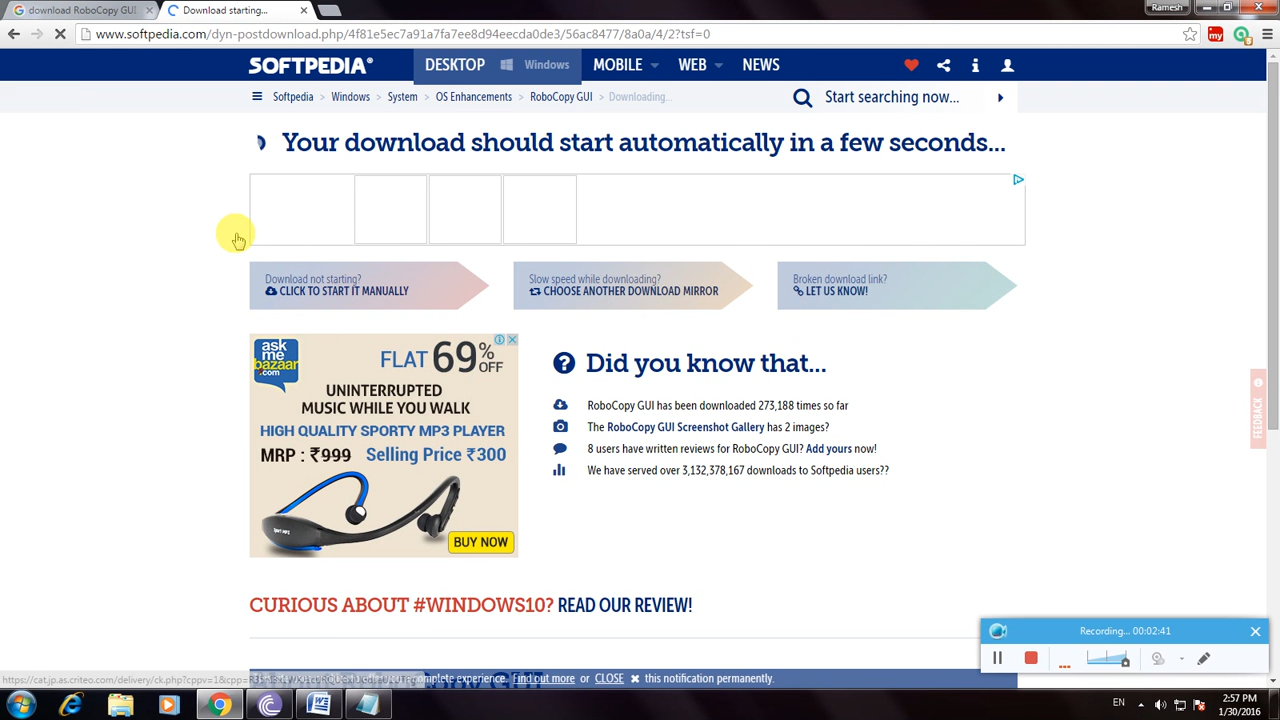 download RoboCopy GUI
Download starting...
Ramesh
www.softpedia.com/dyn-postdownload.php/4f81e5ec7a91a7fa7ee8d94eecda0de3/56ac8477/8a0a/4/2?tsf=0
SOFTPEDIA®
DESKTOP
Windows
MOBILE
WEB
NEWS
Softpedia
Windows
System
OS Enhancements
RoboCopy GUI
Downloading...
Start searching now...
Your download should start automatically in a few seconds...
Download not starting?
CLICK TO START IT MANUALLY
Slow speed while downloading?
CHOOSE ANOTHER DOWNLOAD MIRROR
Broken download link?
LET US KNOW!
ask me bazaar.com
FLAT 69% OFF
UNINTERRUPTED
MUSIC WHILE YOU WALK
HIGH QUALITY SPORTY MP3 PLAYER
MRP : ₹999 Selling Price ₹300
BUY NOW
Did you know that...
RoboCopy GUI has been downloaded 273,188 times so far
The RoboCopy GUI Screenshot Gallery has 2 images?
8 users have written reviews for RoboCopy GUI? Add yours now!
We have served over 3,132,378,167 downloads to Softpedia users??
FEEDBACK
CURIOUS ABOUT #WINDOWS10? READ OUR REVIEW!
Recording... 00:02:41
complete experience. Find out more or CLOSE ✖ this notification permanently.
EN
2:57 PM
1/30/2016